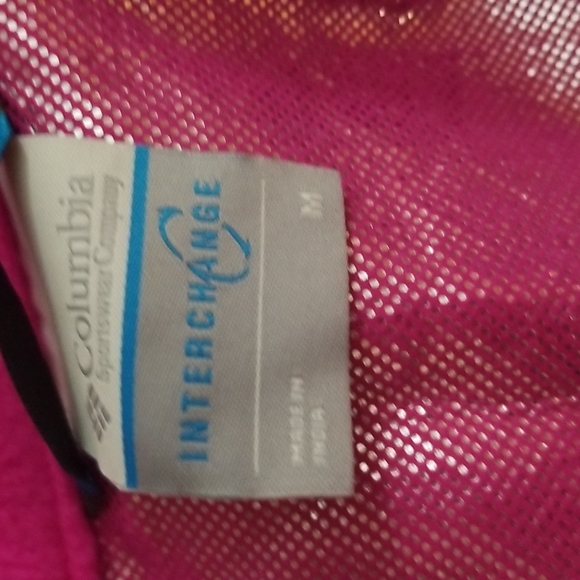 Columbia
Sportswear Company
INTERCHANGE
M
MADE IN
INDIA